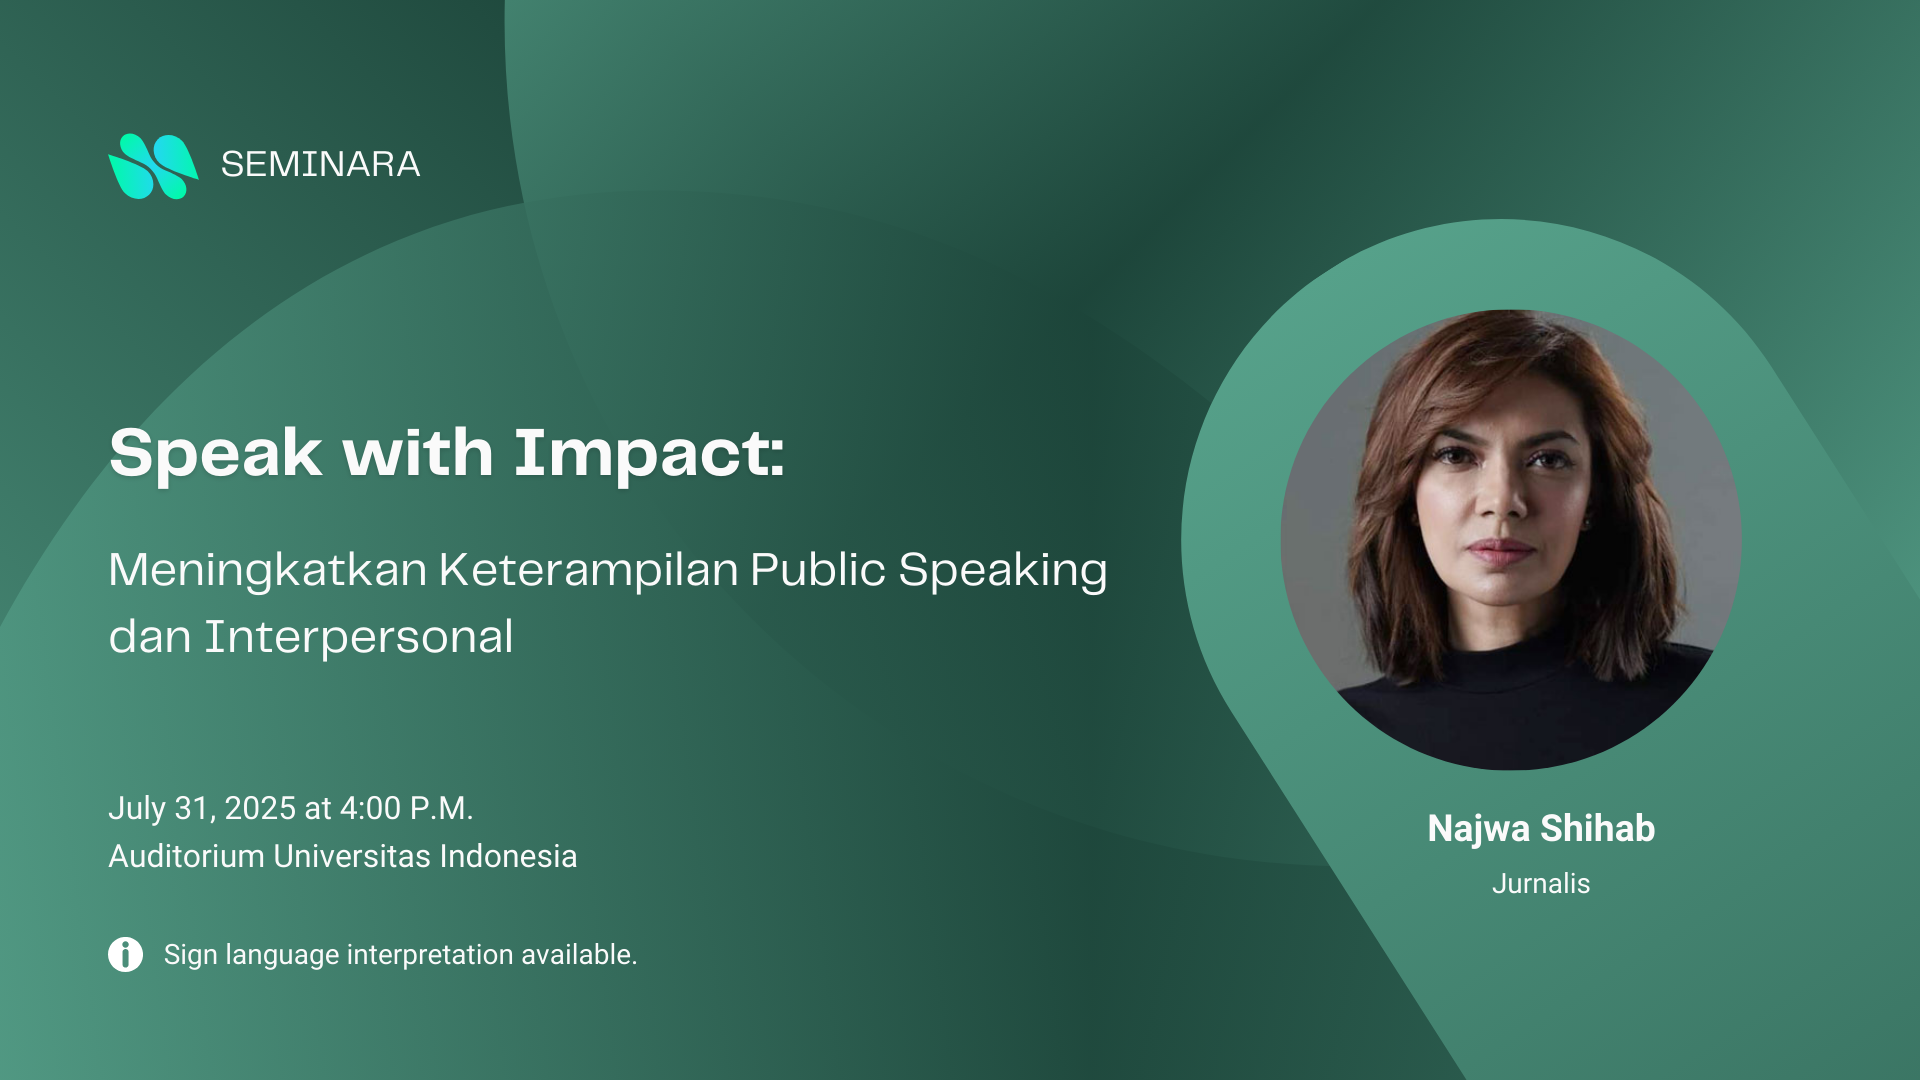 SEMINARA
Speak with Impact:
Meningkatkan Keterampilan Public Speaking
dan Interpersonal
July 31, 2025 at 4:00 P.M.
Auditorium Universitas Indonesia
Sign language interpretation available.
Najwa Shihab
Jurnalis